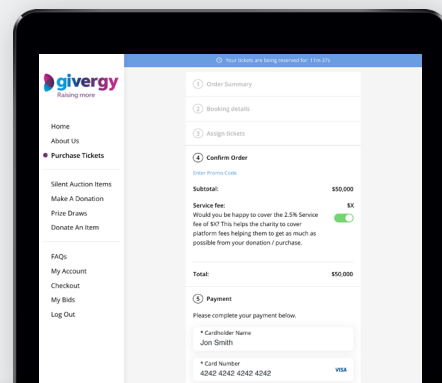 Your tickets are being reserved for: 11m 37s
givergy
Raising more
Home
About Us
Purchase Tickets
Silent Auction Items
Make A Donation
Prize Draws
Donate An Item
FAQs
My Account
Checkout
My Bids
Log Out
1 Order Summary
2 Booking details
3 Assign tickets
4 Confirm Order
Enter Promo Code
Subtotal: $50,000
Service fee: $X
Would you be happy to cover the 2.5% Service
fee of $X? This helps the charity to cover
platform fees helping them to get as much as
possible from your donation / purchase.
Total: $50,000
5 Payment
Please complete your payment below.
* Cardholder Name
Jon Smith
* Card Number
4242 4242 4242 4242 VISA